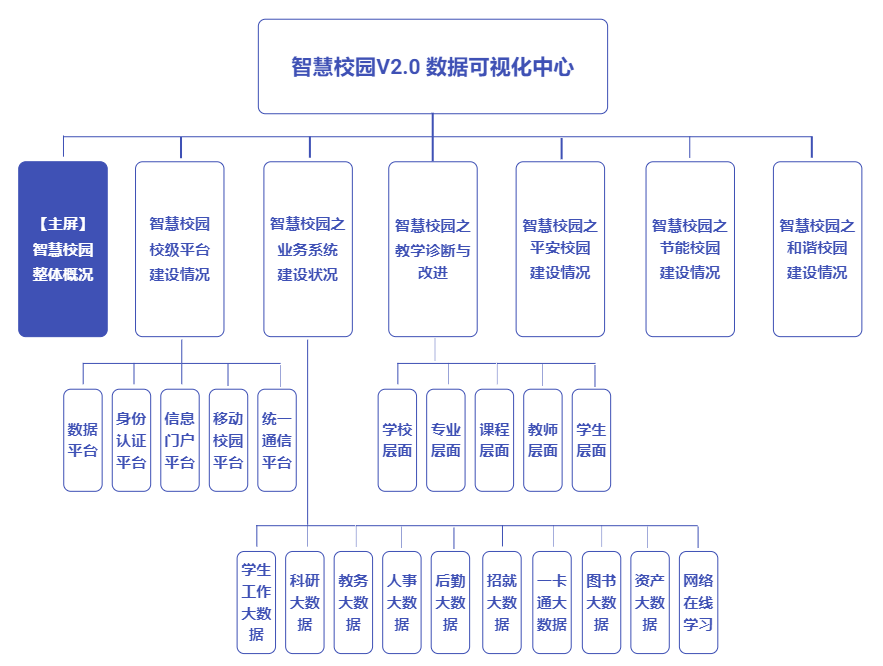 智慧校园V2.0 数据可视化中心
【主屏】
智慧校园
整体概况
智慧校园
校级平台
建设情况
智慧校园之
业务系统
建设状况
智慧校园之
教学诊断与
改进
智慧校园之
平安校园
建设情况
智慧校园之
节能校园
建设情况
智慧校园之
和谐校园
建设情况
数据
平台
身份
认证
平台
信息
门户
平台
移动
校园
平台
统一
通信
平台
学校
层面
专业
层面
课程
层面
教师
层面
学生
层面
学生
工作
大数
据
科研
大数
据
教务
大数
据
人事
大数
据
后勤
大数
据
招就
大数
据
一卡
通大
数据
图书
大数
据
资产
大数
据
网络
在线
学习